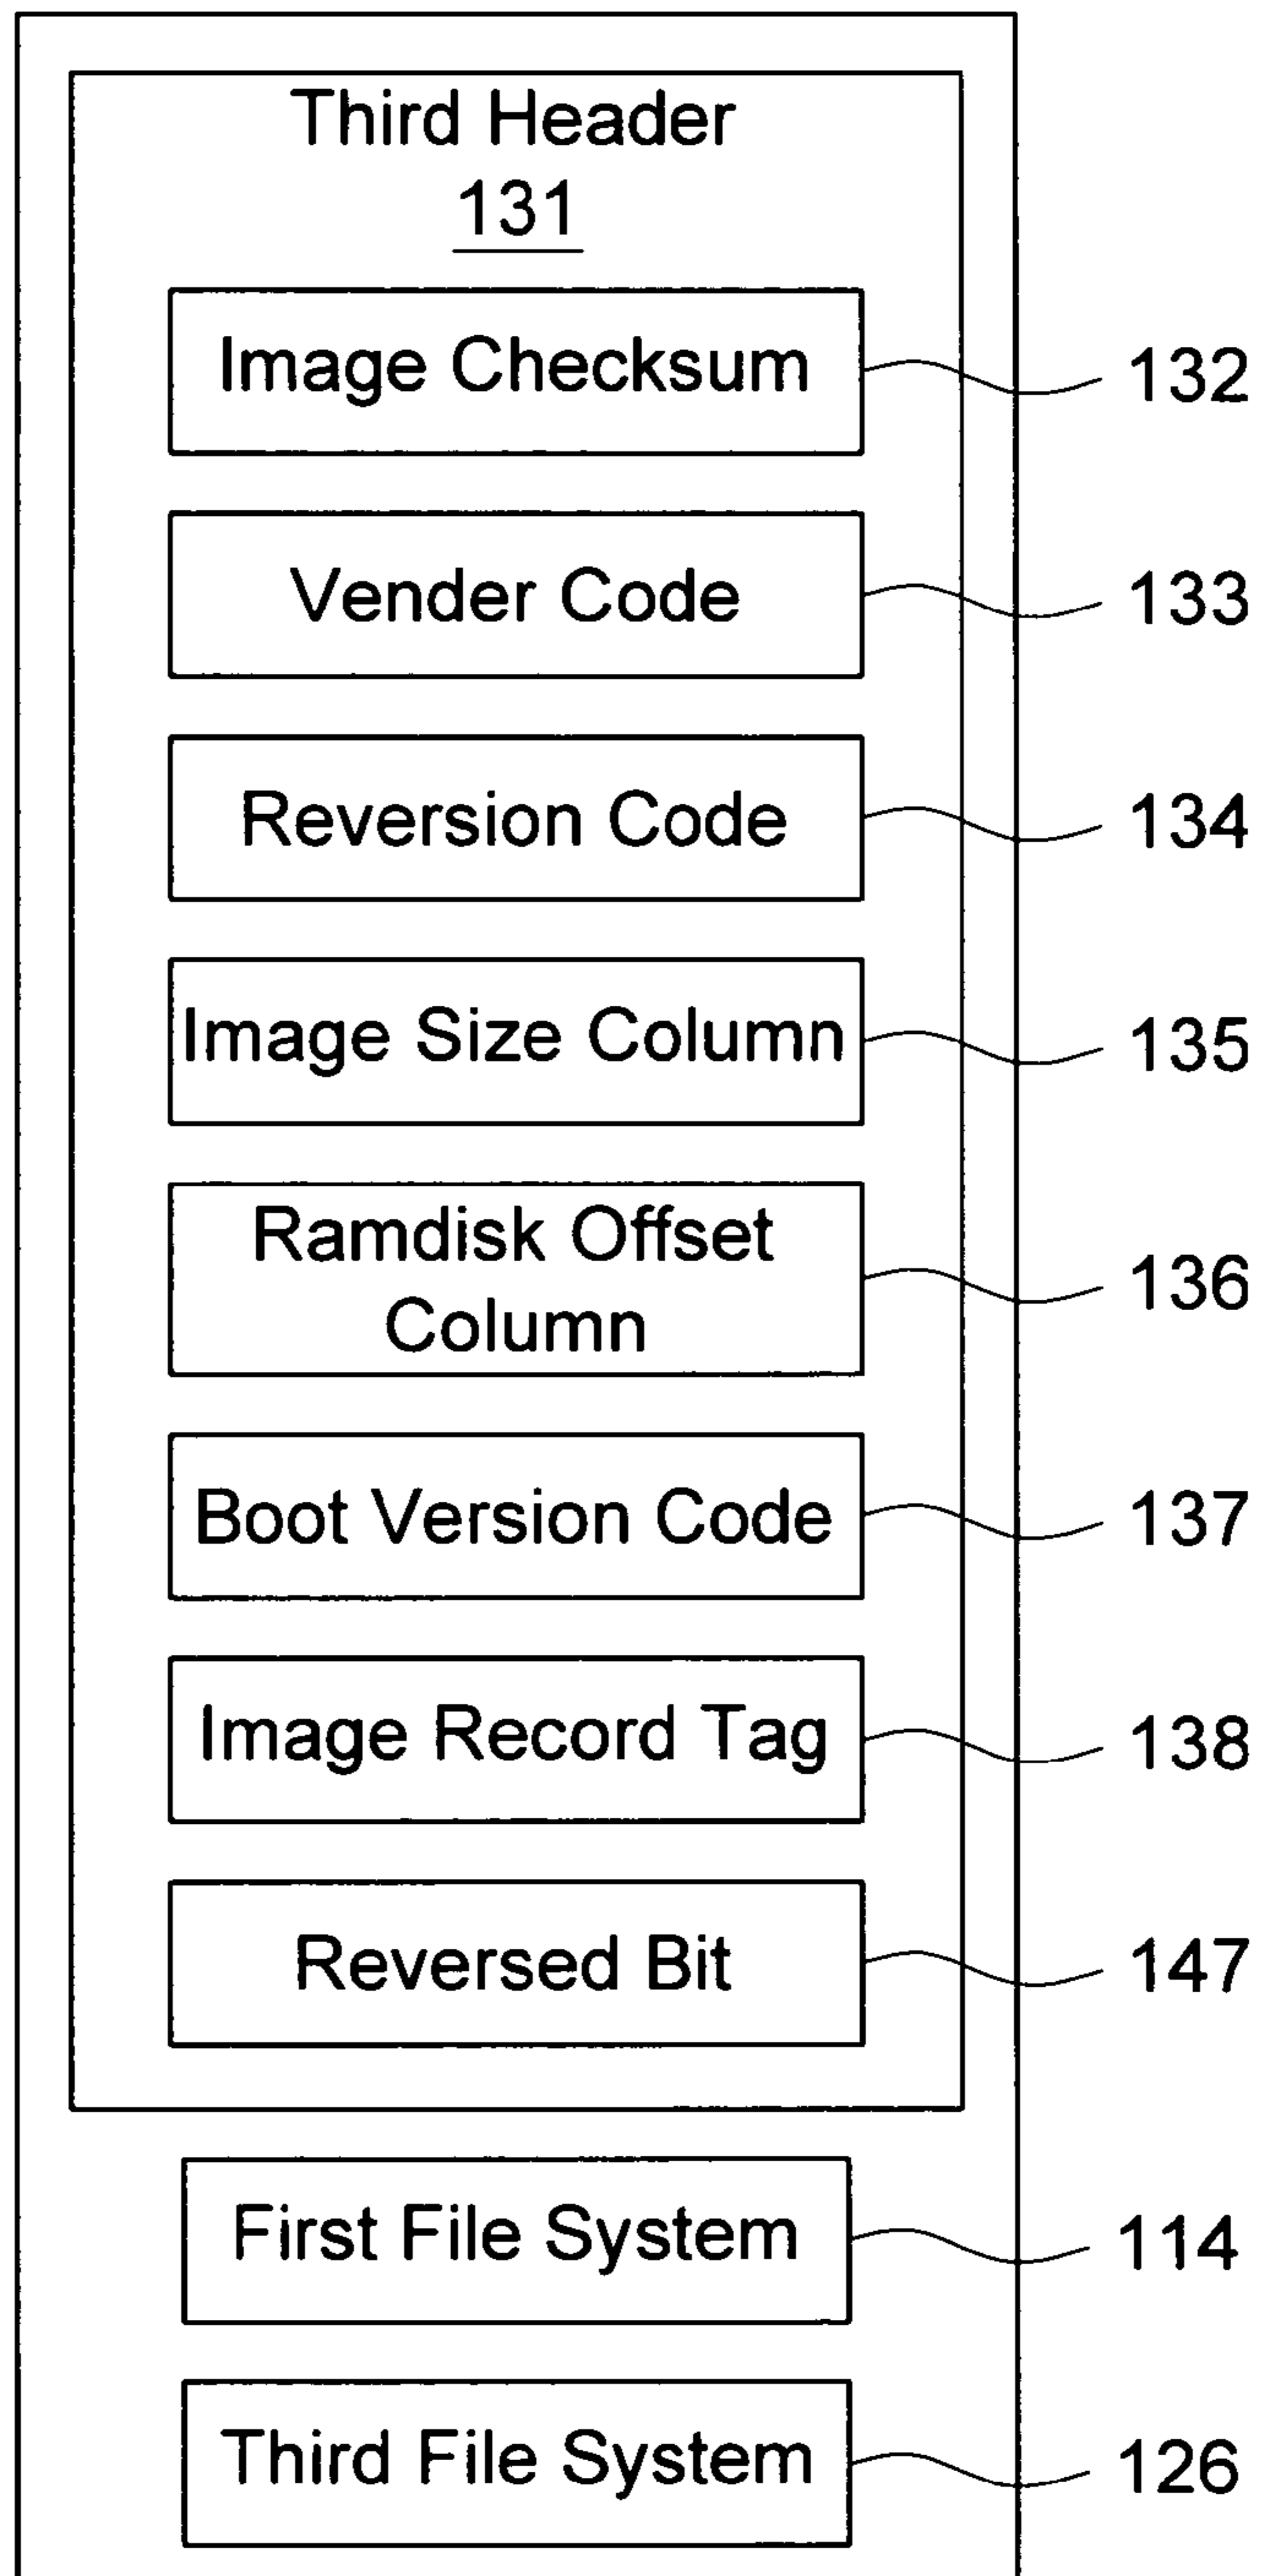 Third Header
131
Image Checksum
132
Vender Code
133
Reversion Code
134
Image Size Column
135
Ramdisk Offset
Column
136
Boot Version Code
137
Image Record Tag
138
Reversed Bit
147
First File System
114
Third File System
126